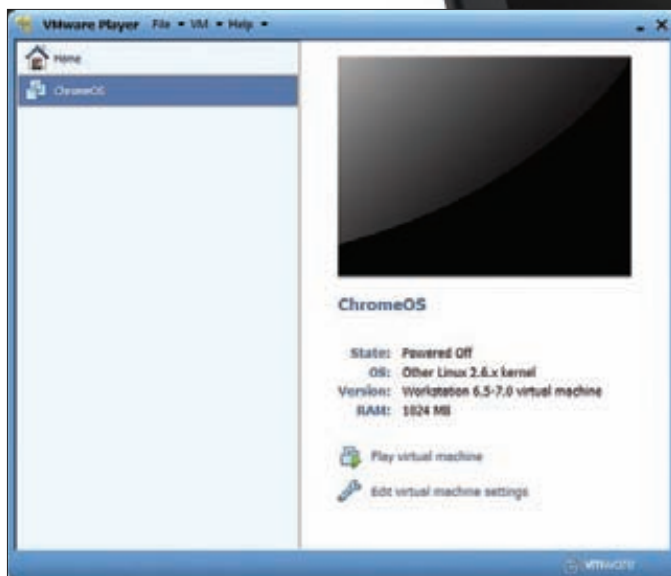 VMware Player File VM Help
Home
ChromeOS
ChromeOS
State: Powered Off
OS: Other Linux 2.6.x kernel
Version: Workstation 6.5-7.0 virtual machine
RAM: 1024 MB
Play virtual machine
Edit virtual machine settings
vmware